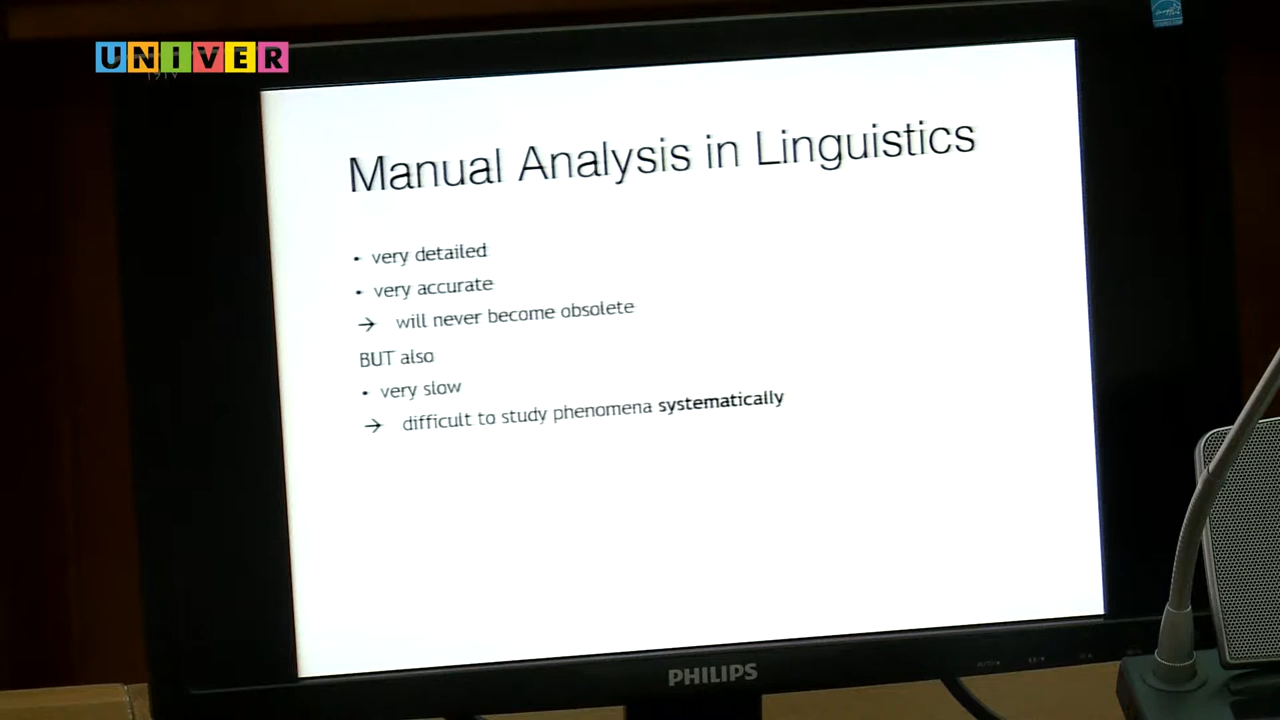 UNIVER
Manual Analysis in Linguistics
• very detailed
• very accurate
→ will never become obsolete
BUT also
• very slow
→ difficult to study phenomena systematically
PHILIPS